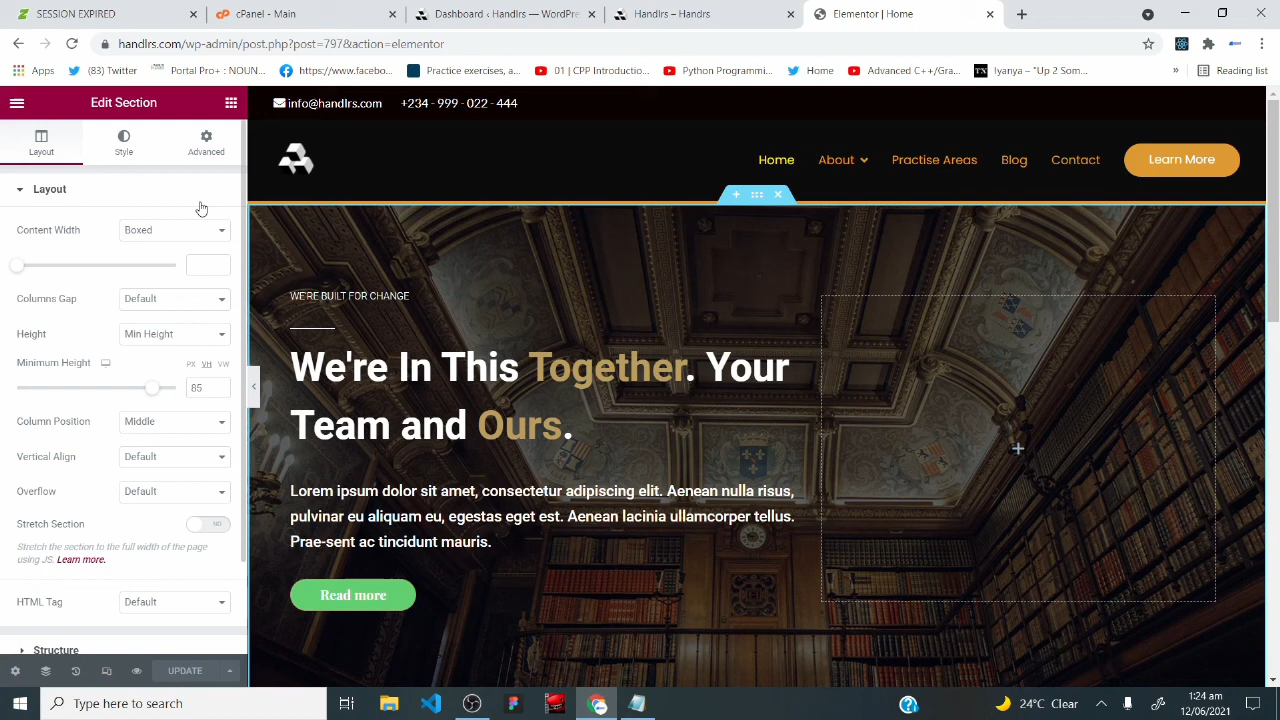 SECTION EXPIRED
SECTION EXPIRED
Handlrs — Just another WordPre
Handlrs –
Elementor | Home
handlrs.com/wp-admin/post.php?post=797&action=elementor
Apps
(93) Twitter
Portal Pro+ : NOUN...
https://www.facebo...
Practice exercises, a...
01 | CPP Introductio...
Python Programmi...
Home
Advanced C++/Gra...
Iyanya – "Up 2 Som...
»
Reading list
Edit Section
info@handlrs.com
+234 - 999 - 022 - 444
Layout
Style
Advanced
Home
About
Practise Areas
Blog
Contact
Learn More
Layout
Content Width
Boxed
Columns Gap
Default
Height
Min Height
Minimum Height
PX VH VW
85
Column Position
Middle
Vertical Align
Default
Overflow
Default
Stretch Section
NO
Stretch the section to the full width of the page
using JS. Learn more.
HTML Tag
Default
Structure
UPDATE
WE'RE BUILT FOR CHANGE
We're In This Together. Your
Team and Ours.
Lorem ipsum dolor sit amet, consectetur adipiscing elit. Aenean nulla risus,
pulvinar eu aliquam eu, egestas eget est. Aenean lacinia ullamcorper tellus.
Prae-sent ac tincidunt mauris.
Read more
Type here to search
24°C Clear
1:24 am
12/06/2021